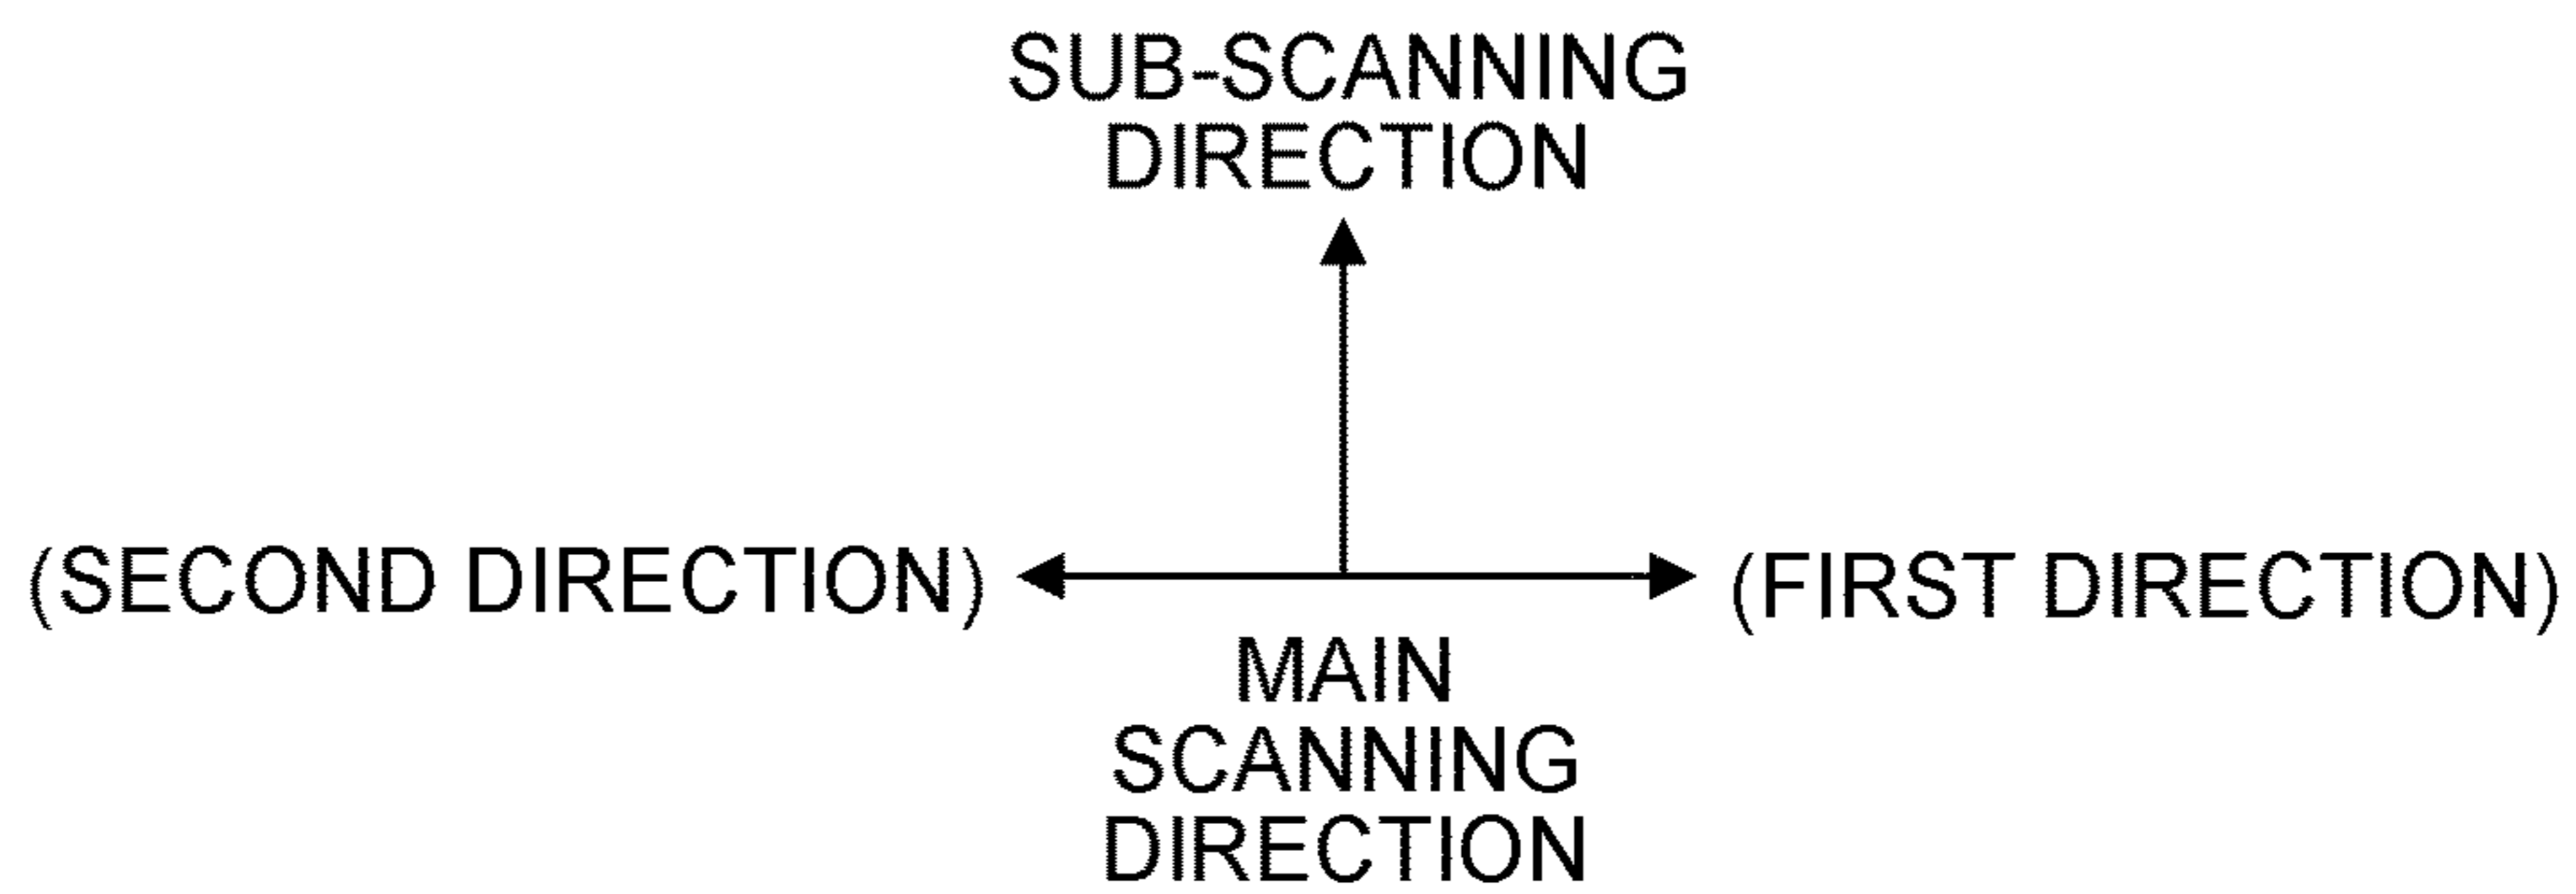 SUB-SCANNING
DIRECTION
(SECOND DIRECTION)
(FIRST DIRECTION)
MAIN
SCANNING
DIRECTION